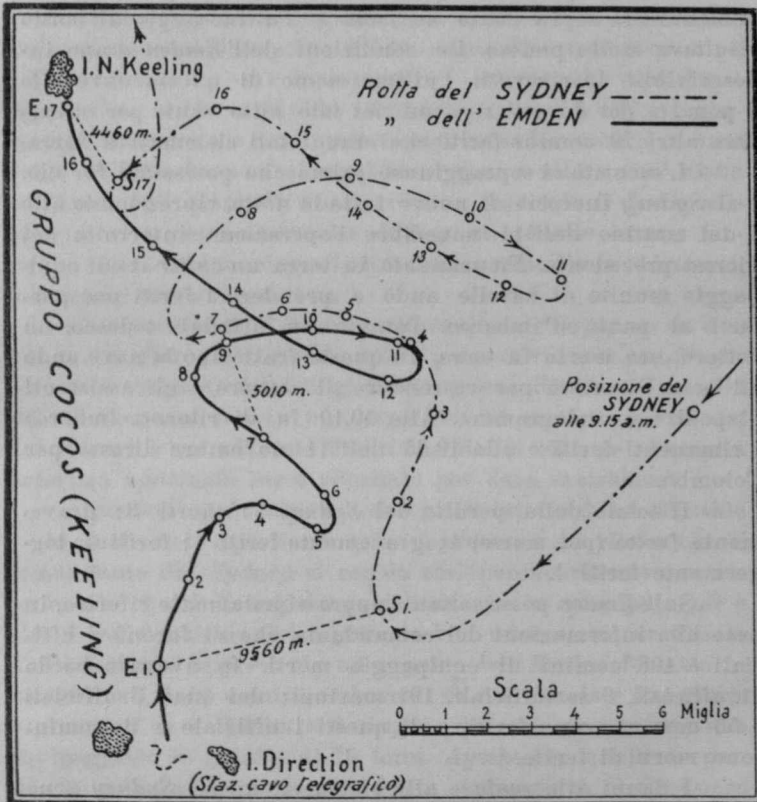 I.N.Keeling
Rotta del SYDNEY
„ dell' EMDEN
E17
16
4460 m.
15
16
S17
9
8
14
10
13
11
12
15
14
6
5
7
10
9
13
11
4
12
8
5010 m.
3
7
Posizione del
SYDNEY
alle 9.15 a.m.
6
2
4
3
5
2
S1
9560 m.
E1
GRUPPO COCOS (KEELING
Scala
0 1 2 3 4 5 6 Miglia
I. Direction
(Staz. cavo telegrafico)